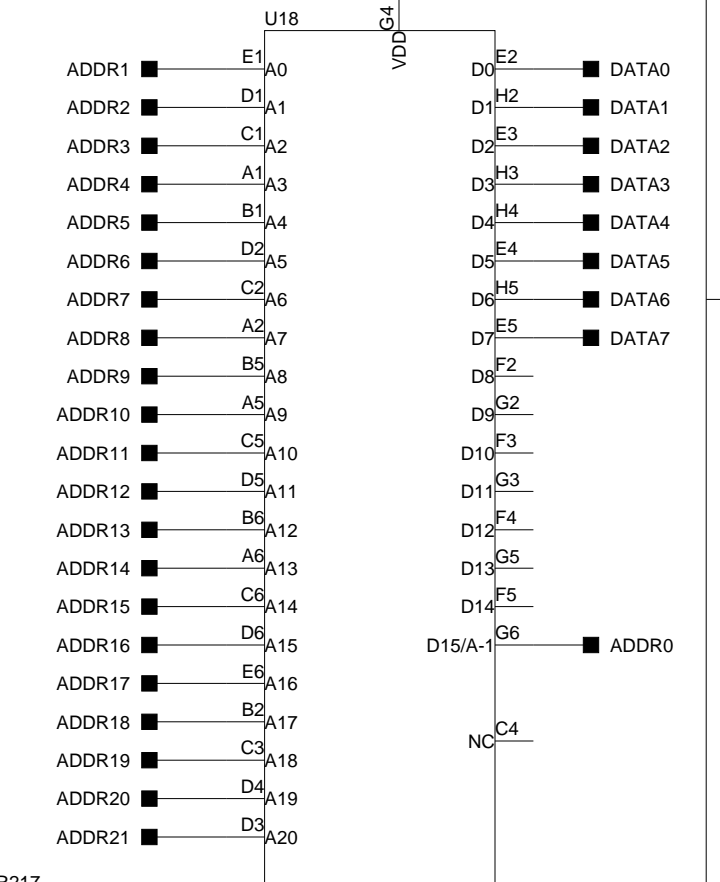 U18
G4
VDD
ADDR1 E1 A0 D0 E2 DATA0
ADDR2 D1 A1 D1 H2 DATA1
ADDR3 C1 A2 D2 E3 DATA2
ADDR4 A1 A3 D3 H3 DATA3
ADDR5 B1 A4 D4 H4 DATA4
ADDR6 D2 A5 D5 E4 DATA5
ADDR7 C2 A6 D6 H5 DATA6
ADDR8 A2 A7 D7 E5 DATA7
ADDR9 B5 A8 D8 F2
ADDR10 A5 A9 D9 G2
ADDR11 C5 A10 D10 F3
ADDR12 D5 A11 D11 G3
ADDR13 B6 A12 D12 F4
ADDR14 A6 A13 D13 G5
ADDR15 C6 A14 D14 F5
ADDR16 D6 A15 D15/A-1 G6 ADDR0
ADDR17 E6 A16
ADDR18 B2 A17 NC C4
ADDR19 C3 A18
ADDR20 D4 A19
ADDR21 D3 A20